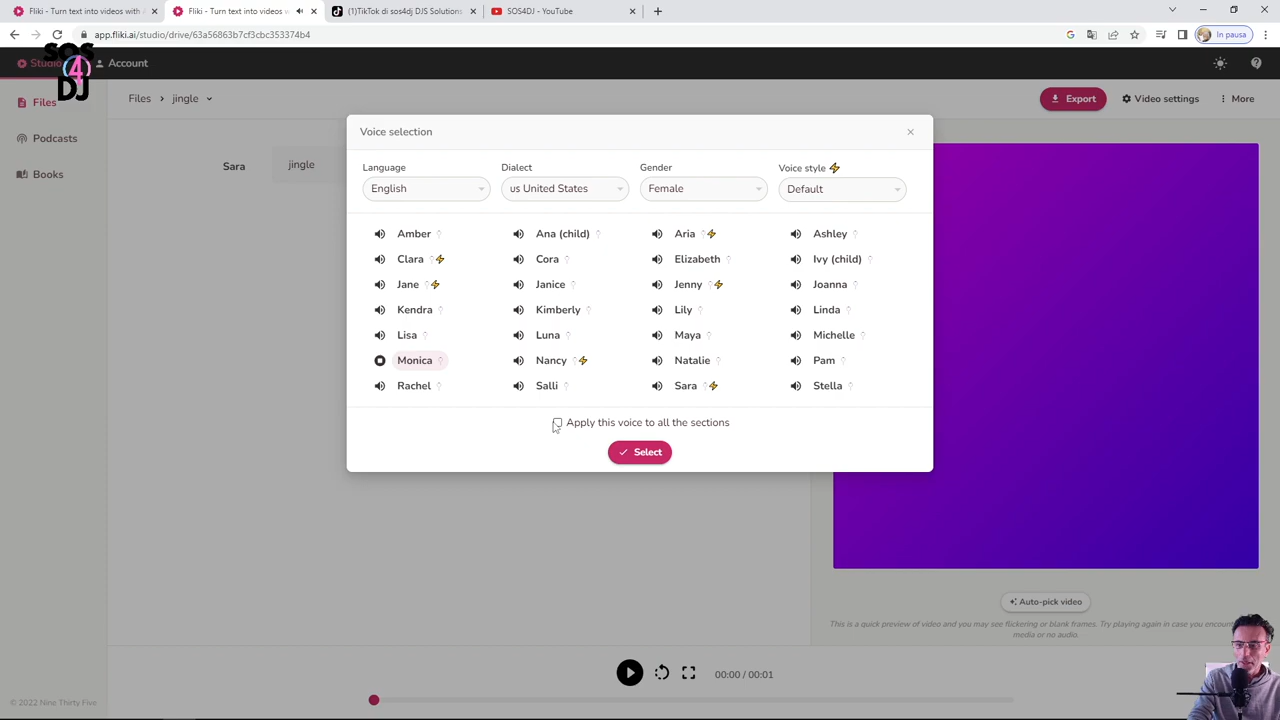 Fliki - Turn text into videos with A
Fliki - Turn text into videos w
(1)TikTok di sos4dj DJS Solutions
SOS4DJ - YouTube
app.fliki.ai/studio/drive/63a56863b7cf3cbc353374b4
In pausa
SOS
4
DJ
Studio
Account
Files
Podcasts
Books
Files > jingle
Export
Video settings
More
Sara
jingle
Voice selection
Language
Dialect
Gender
Voice style
English
us United States
Female
Default
Amber
Ana (child)
Aria
Ashley
Clara
Cora
Elizabeth
Ivy (child)
Jane
Janice
Jenny
Joanna
Kendra
Kimberly
Lily
Linda
Lisa
Luna
Maya
Michelle
Monica
Nancy
Natalie
Pam
Rachel
Salli
Sara
Stella
Apply this voice to all the sections
Select
Auto-pick video
This is a quick preview of video and you may see flickering or blank frames. Try playing again in case you
media or no audio.
00:00 / 00:01
© 2022 Nine Thirty Five